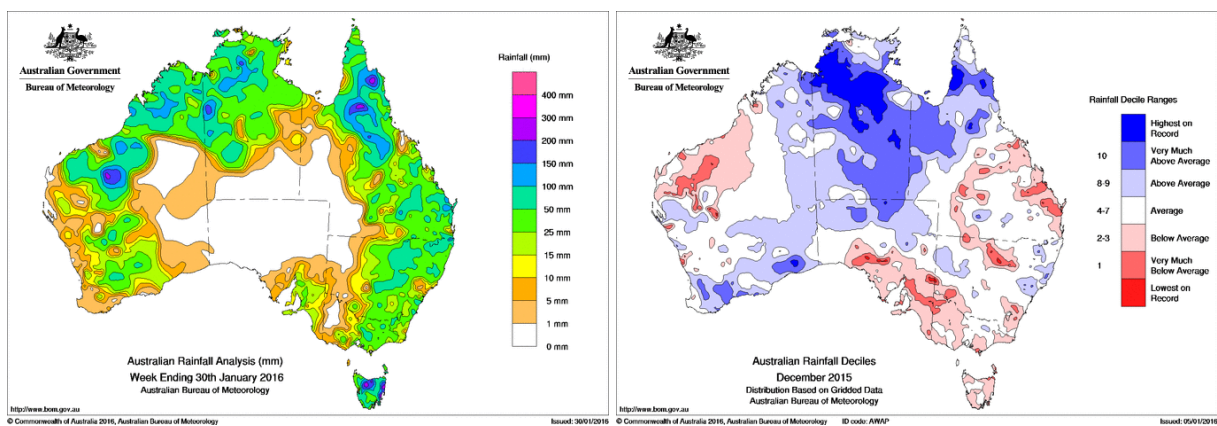 Australian Government
Bureau of Meteorology
Rainfall (mm)
400 mm
300 mm
200 mm
150 mm
100 mm
50 mm
25 mm
15 mm
10 mm
5 mm
1 mm
0 mm
Australian Rainfall Analysis (mm)
Week Ending 30th January 2016
Australian Bureau of Meteorology
http://www.bom.gov.au
© Commonwealth of Australia 2016, Australian Bureau of Meteorology
Issued: 30/01/2016
Australian Government
Bureau of Meteorology
Rainfall Decile Ranges
Highest on
Record
10 Very Much
Above Average
8-9 Above Average
4-7 Average
2-3 Below Average
1 Very Much
Below Average
Lowest on
Record
Australian Rainfall Deciles
December 2015
Distribution Based on Gridded Data
Australian Bureau of Meteorology
http://www.bom.gov.au
© Commonwealth of Australia 2016, Australian Bureau of Meteorology
ID code: AWAP
Issued: 05/01/2016